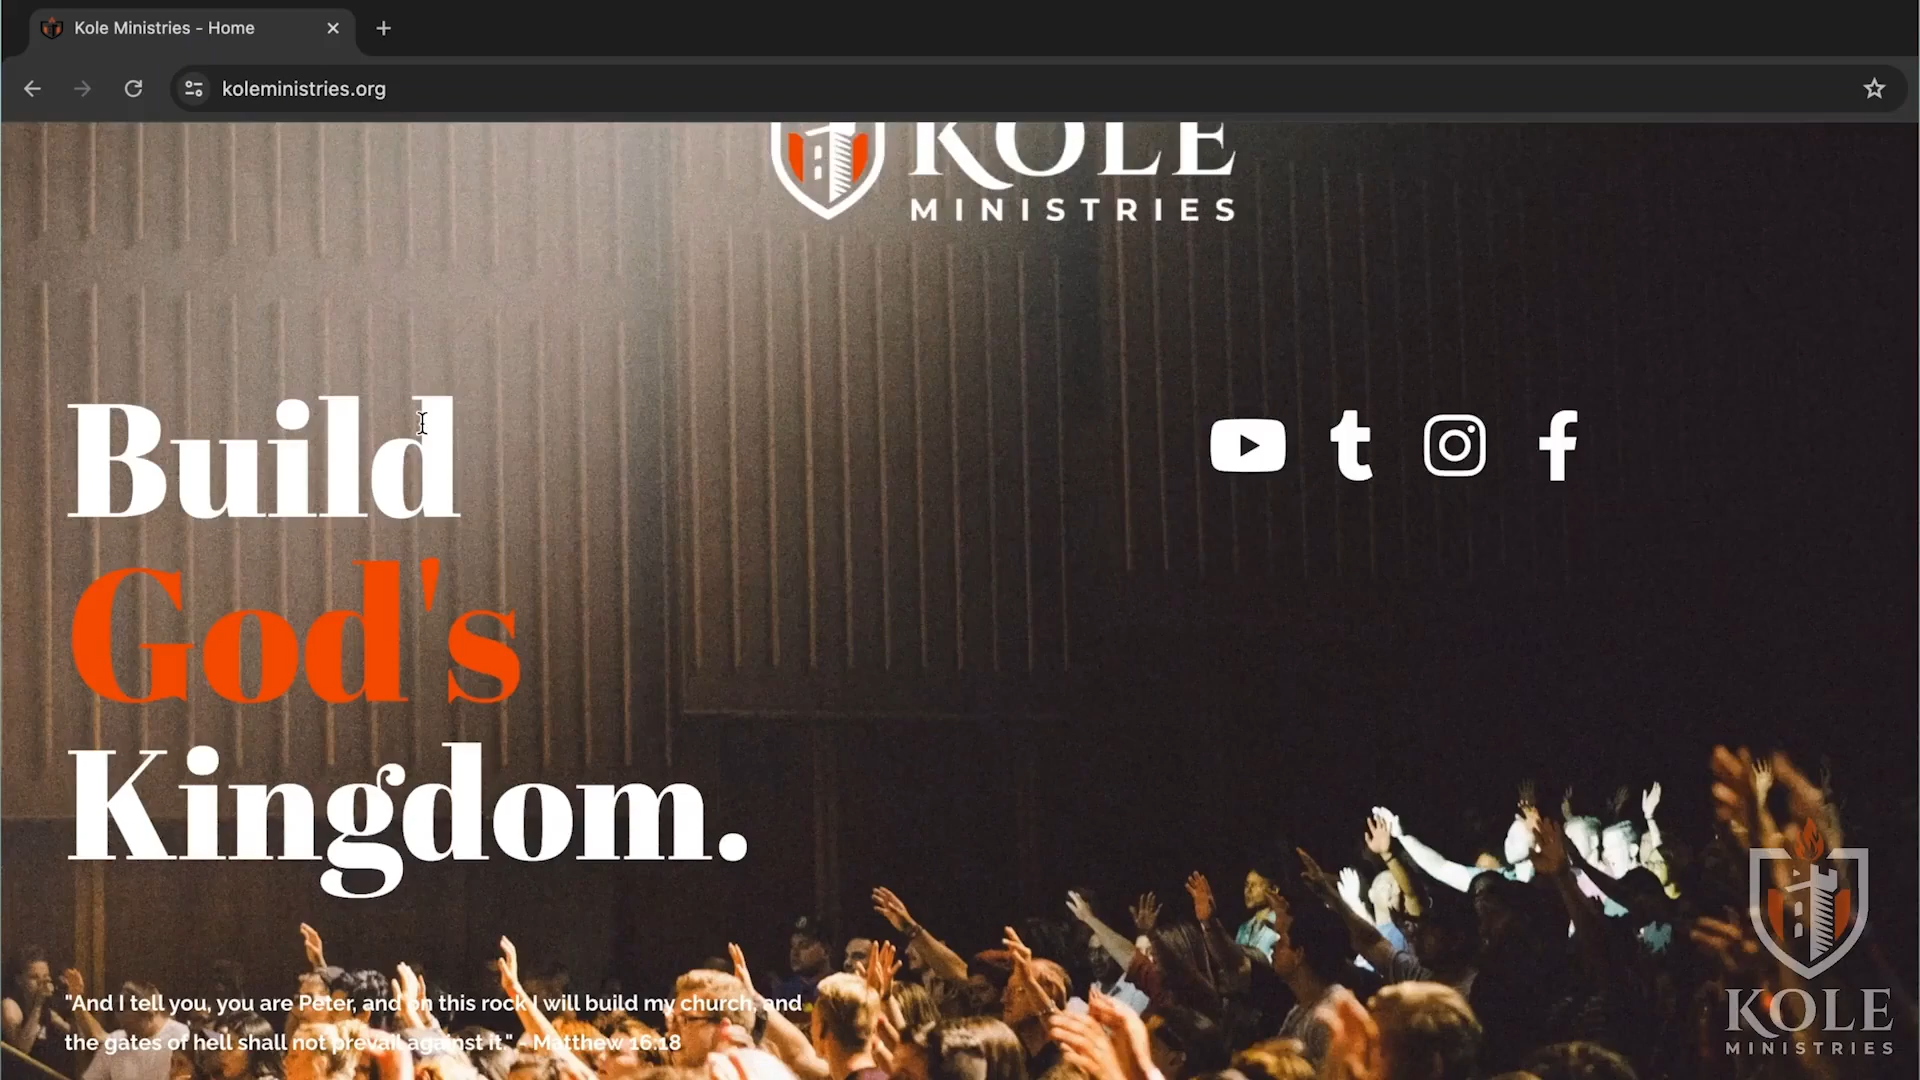 Kole Ministries - Home
koleministries.org
KOLE
MINISTRIES
Build
God's
Kingdom.
"And I tell you, you are Peter, and on this rock I will build my church, and
the gates of hell shall not prevail against it." - Matthew 16:18
KOLE
MINISTRIES